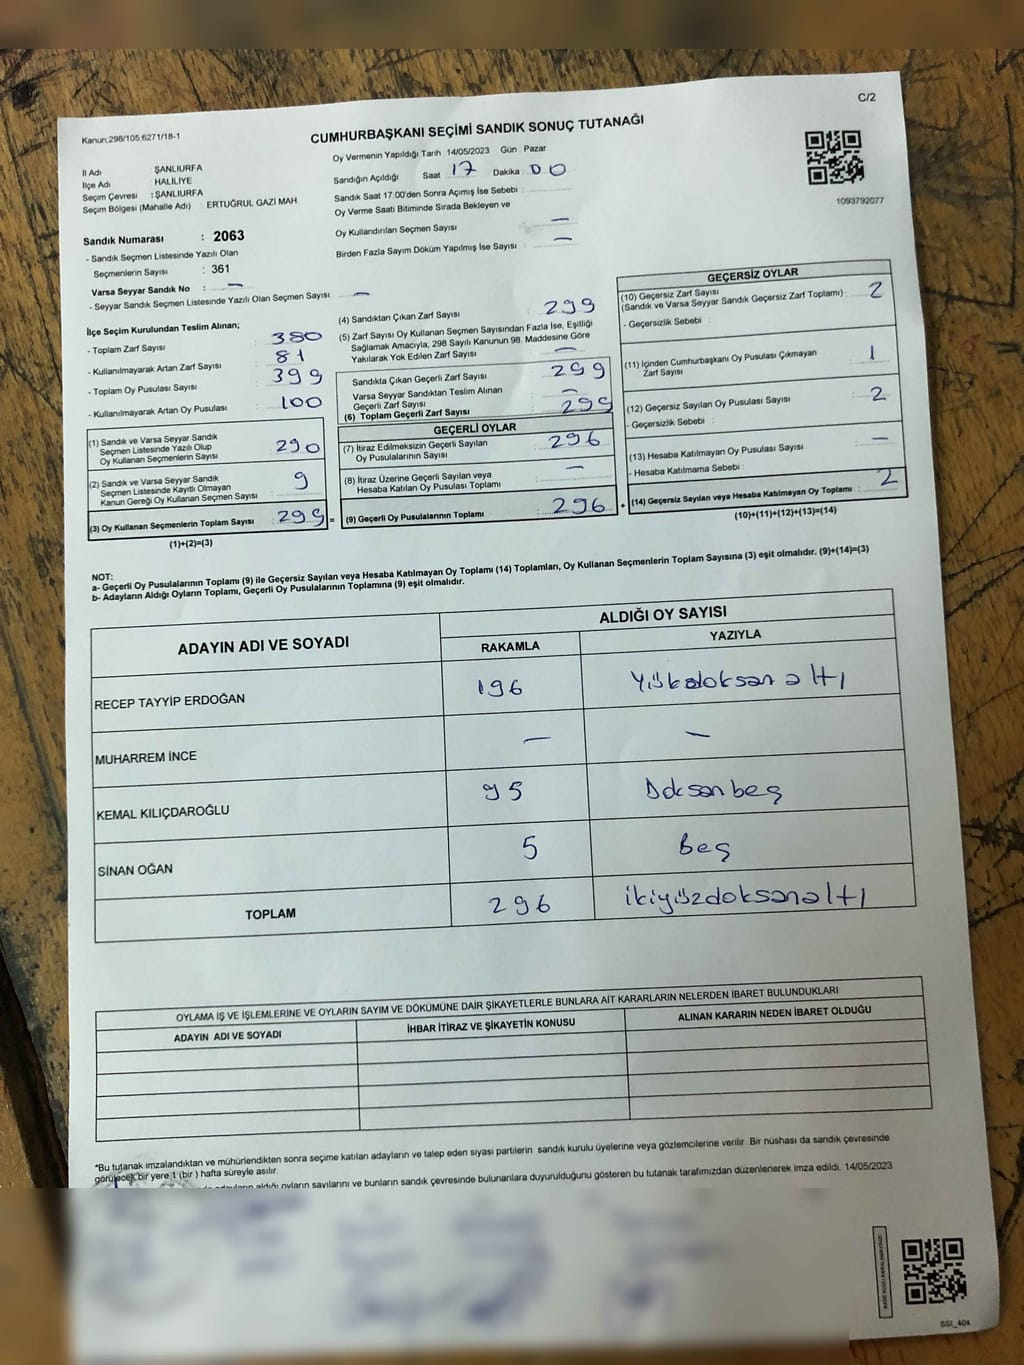 C/2
Kanun;298/105,6271/18-1
CUMHURBAŞKANI SEÇİMİ SANDIK SONUÇ TUTANAĞI
İl Adı ŞANLIURFA
İlçe Adı HALİLİYE
Seçim Çevresi : ŞANLIURFA
Seçim Bölgesi (Mahalle Adı) : ERTUĞRUL GAZİ MAH
Oy Vermenin Yapıldığı Tarih :14/05/2023 Gün : Pazar
Sandığın Açıldığı Saat 17 Dakika 00
Sandık Saat 17.00'den Sonra Açımış İse Sebebi :
Oy Verme Saati Bitiminde Sırada Bekleyen ve
Oy Kullandırılan Seçmen Sayısı : —
Birden Fazla Sayım Döküm Yapılmış İse Sayısı : —
1093792077
Sandık Numarası : 2063
- Sandık Seçmen Listesinde Yazılı Olan
Seçmenlerin Sayısı : 361
Varsa Seyyar Sandık No : —
- Seyyar Sandık Seçmen Listesinde Yazılı Olan Seçmen Sayısı: —
İlçe Seçim Kurulundan Teslim Alınan;
- Toplam Zarf Sayısı : 380
- Kullanılmayarak Artan Zarf Sayısı : 81
- Toplam Oy Pusulası Sayısı : 399
- Kullanılmayarak Artan Oy Pusulası : 100
(1) Sandık ve Varsa Seyyar Sandık
Seçmen Listesinde Yazılı Olup
Oy Kullanan Seçmenlerin Sayısı : 290
(2) Sandık ve Varsa Seyyar Sandık
Seçmen Listesinde Kayıtlı Olmayan
Kanun Gereği Oy Kullanan Seçmen Sayısı : 9
(3) Oy Kullanan Seçmenlerin Toplam Sayısı : 299 =
(1)+(2)=(3)
(4) Sandıktan Çıkan Zarf Sayısı : 299
(5) Zarf Sayısı Oy Kullanan Seçmen Sayısından Fazla İse, Eşitliği
Sağlamak Amacıyla, 298 Sayılı Kanunun 98. Maddesine Göre
Yakılarak Yok Edilen Zarf Sayısı : —
Sandıkta Çıkan Geçerli Zarf Sayısı : 299
Varsa Seyyar Sandıktan Teslim Alınan
Geçerli Zarf Sayısı : —
(6) Toplam Geçerli Zarf Sayısı : 299
GEÇERLİ OYLAR
(7) İtiraz Edilmeksizin Geçerli Sayılan
Oy Pusulalarının Sayısı : 296
(8) İtiraz Üzerine Geçerli Sayılan veya
Hesaba Katılan Oy Pusulası Toplamı : —
(9) Geçerli Oy Pusulalarının Toplamı : 296 +
GEÇERSİZ OYLAR
(10) Geçersiz Zarf Sayısı
(Sandık ve Varsa Seyyar Sandık Geçersiz Zarf Toplamı) : 2
- Geçersizlik Sebebi :
(11) İçinden Cumhurbaşkanı Oy Pusulası Çıkmayan
Zarf Sayısı : 1
(12) Geçersiz Sayılan Oy Pusulası Sayısı : 2
- Geçersizlik Sebebi :
(13) Hesaba Katılmayan Oy Pusulası Sayısı : —
- Hesaba Katılmama Sebebi :
(14) Geçersiz Sayılan veya Hesaba Katılmayan Oy Toplamı : 2
(10)+(11)+(12)+(13)=(14)
NOT:
a- Geçerli Oy Pusulalarının Toplamı (9) ile Geçersiz Sayılan veya Hesaba Katılmayan Oy Toplamı (14) Toplamları, Oy Kullanan Seçmenlerin Toplam Sayısına (3) eşit olmalıdır. (9)+(14)=(3)
b- Adayların Aldığı Oyların Toplamı, Geçerli Oy Pusulalarının Toplamına (9) eşit olmalıdır.
ADAYIN ADI VE SOYADI
ALDIĞI OY SAYISI
RAKAMLA YAZIYLA
RECEP TAYYİP ERDOĞAN 196 Yüzdoksanaltı
MUHARREM İNCE — —
KEMAL KILIÇDAROĞLU 95 Doksanbeş
SİNAN OĞAN 5 Beş
TOPLAM 296 ikiyüzdoksanaltı
OYLAMA İŞ VE İŞLEMLERİNE VE OYLARIN SAYIM VE DÖKÜMÜNE DAİR ŞİKAYETLERLE BUNLARA AİT KARARLARIN NELERDEN İBARET BULUNDUKLARI
ADAYIN ADI VE SOYADI İHBAR İTİRAZ VE ŞİKAYETİN KONUSU ALINAN KARARIN NEDEN İBARET OLDUĞU
*Bu tutanak imzalandıktan ve mühürlendikten sonra seçime katılan adayların ve talep eden siyasi partilerin sandık kurulu üyelerine veya gözlemcilerine verilir. Bir nüshası da sandık çevresinde
görülecek bir yere 1 (bir ) hafta süreyle asılır.
adayların aldığı oyların sayılarını ve bunların sandık çevresinde bulunanlara duyurulduğunu gösteren bu tutanak tarafımızdan düzenlenerek imza edildi. 14/05/2023
SSI_404